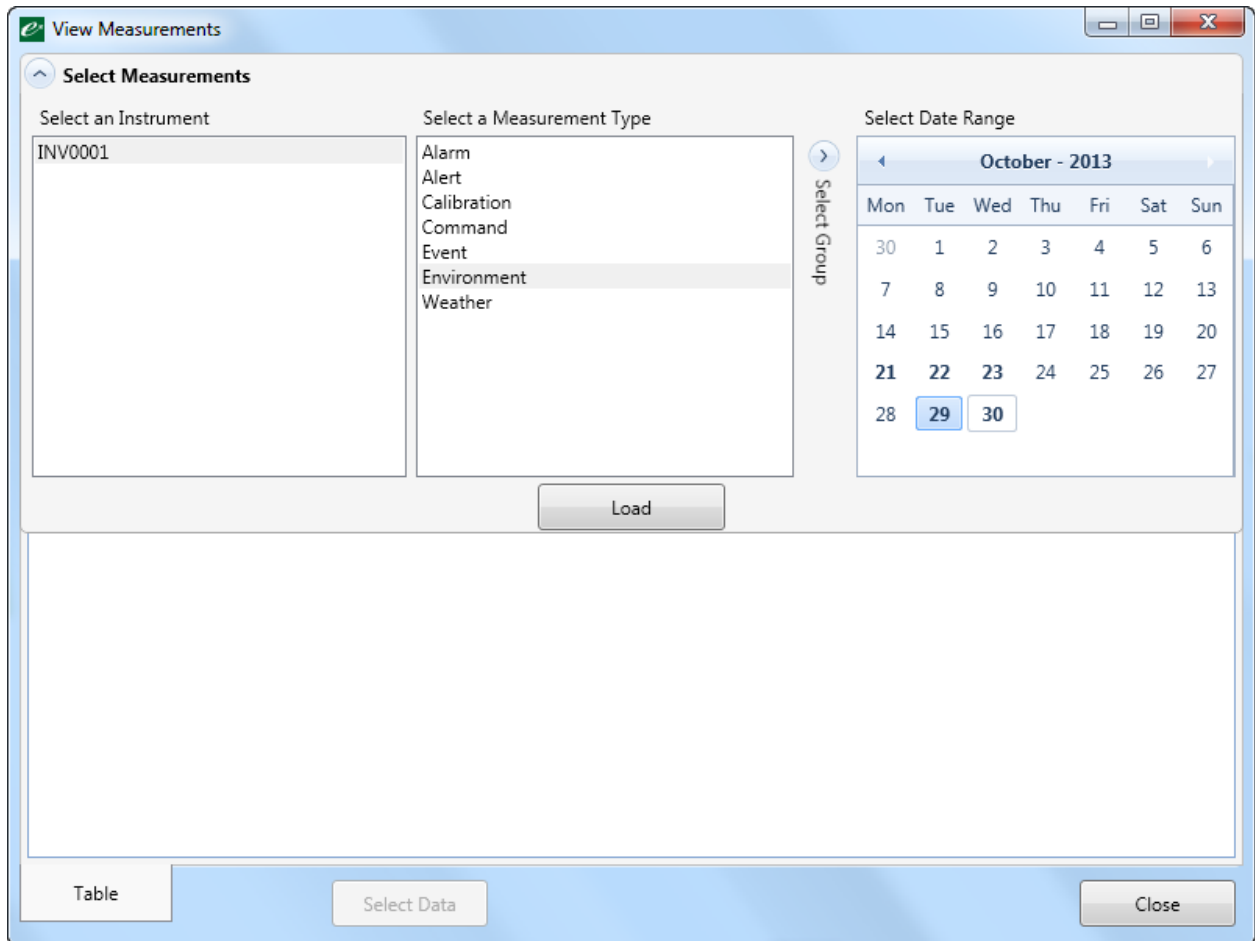 View Measurements
Select Measurements
Select an Instrument
INV0001
Select a Measurement Type
Alarm
Alert
Calibration
Command
Event
Environment
Weather
Select Group
Select Date Range
October - 2013
Mon Tue Wed Thu Fri Sat Sun
30 1 2 3 4 5 6
7 8 9 10 11 12 13
14 15 16 17 18 19 20
21 22 23 24 25 26 27
28 29 30
Load
Table
Select Data
Close